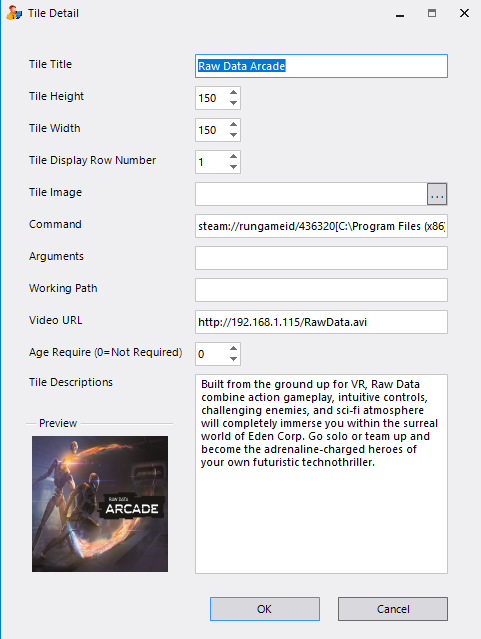 Tile Detail
Tile Title
Raw Data Arcade
Tile Height
150
Tile Width
150
Tile Display Row Number
1
Tile Image
...
Command
steam://rungameid/436320[C:\Program Files (x86)
Arguments
Working Path
Video URL
http://192.168.1.115/RawData.avi
Age Require (0=Not Required)
0
Tile Descriptions
Built from the ground up for VR, Raw Data
combine action gameplay, intuitive controls,
challenging enemies, and sci-fi atmosphere
will completely immerse you within the surreal
world of Eden Corp. Go solo or team up and
become the adrenaline-charged heroes of
your own futuristic technothriller.
Preview
RAW DATA
ARCADE
OK
Cancel